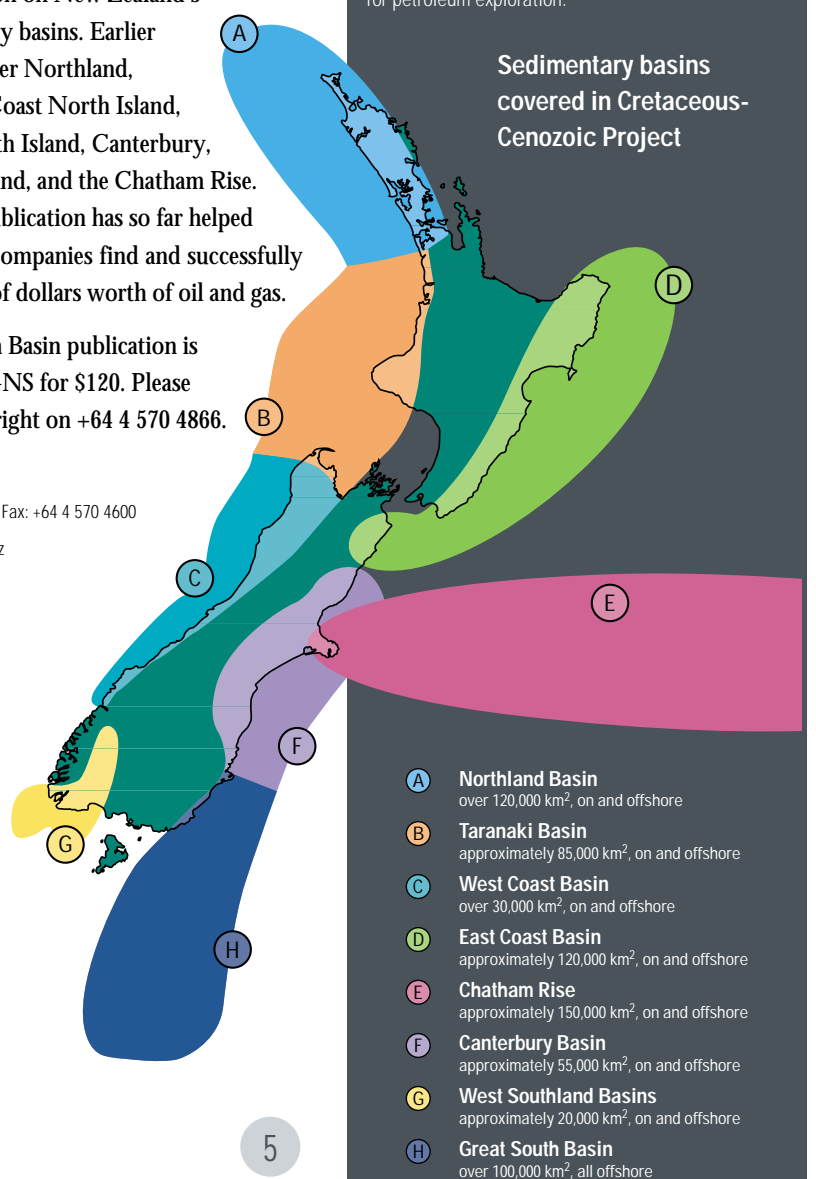 on on New Zealand's
y basins. Earlier
er Northland,
Coast North Island,
th Island, Canterbury,
nd, and the Chatham Rise.
blication has so far helped
ompanies find and successfully
of dollars worth of oil and gas.
Basin publication is
NS for $120. Please
right on +64 4 570 4866.
Fax: +64 4 570 4600
z
for petroleum exploration.
Sedimentary basins
covered in Cretaceous-
Cenozoic Project
A
B
C
D
E
F
G
H
A Northland Basin
over 120,000 km², on and offshore
B Taranaki Basin
approximately 85,000 km², on and offshore
C West Coast Basin
over 30,000 km², on and offshore
D East Coast Basin
approximately 120,000 km², on and offshore
E Chatham Rise
approximately 150,000 km², on and offshore
F Canterbury Basin
approximately 55,000 km², on and offshore
G West Southland Basins
approximately 20,000 km², on and offshore
H Great South Basin
over 100,000 km², all offshore
5